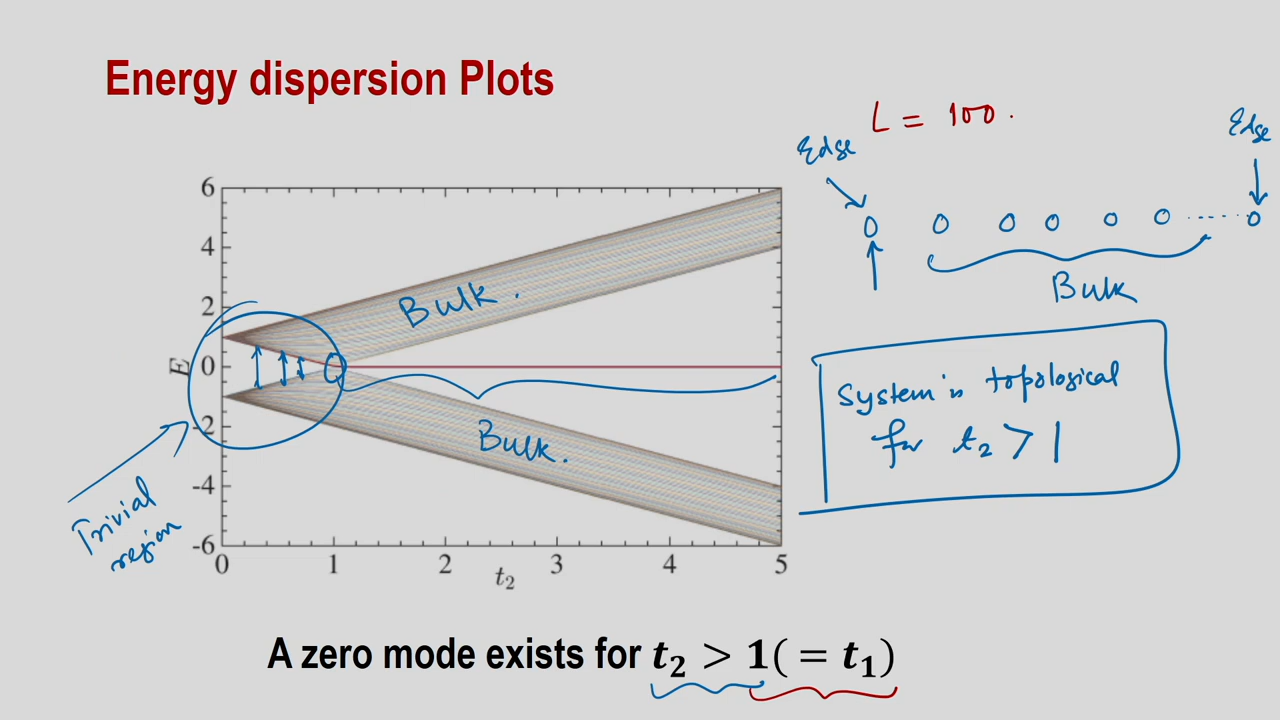 Energy dispersion Plots
L = 100.
Edge
Edge
Bulk
6
4
2
0
-2
-4
-6
E
Bulk.
Bulk.
0 1 2 3 4 5
t₂
Trivial
region
System is topological
for t₂ > 1
A zero mode exists for t₂ > 1(= t₁)